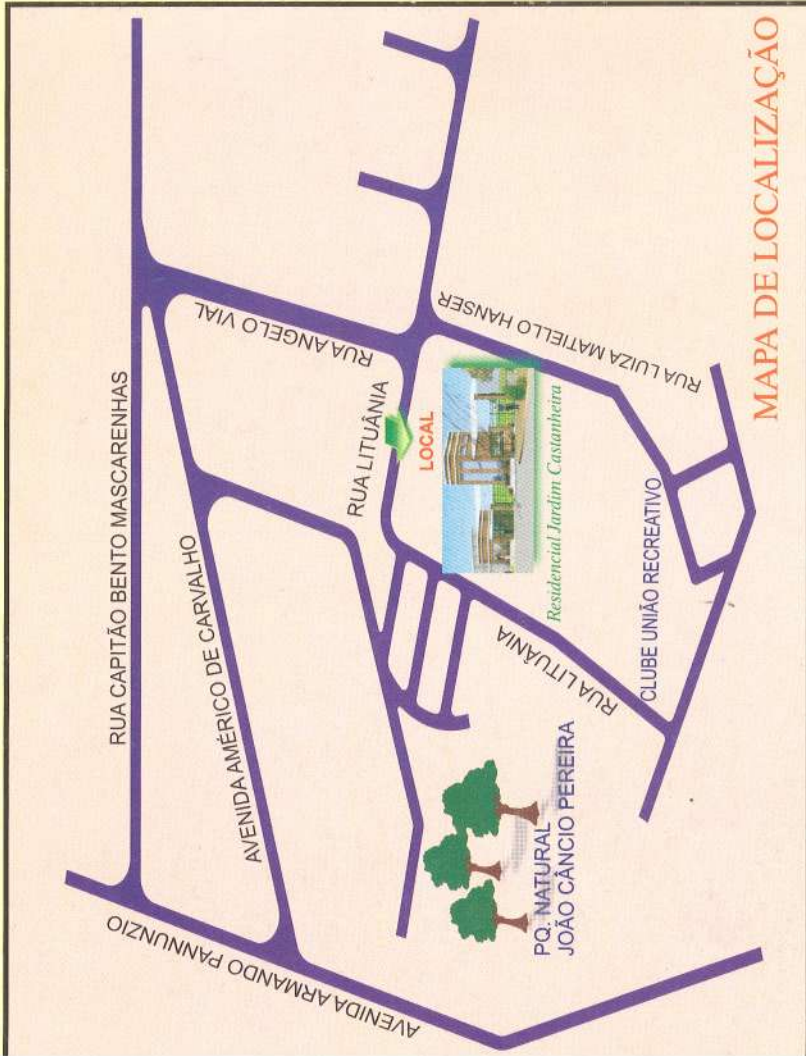 RUA CAPITÃO BENTO MASCARENHAS
AVENIDA AMÉRICO DE CARVALHO
AVENIDA ARMANDO PANNUNZIO
RUA ANGELO VIAL
RUA LITUÂNIA
LOCAL
RUA LUIZA MATIELLO HANSER
Residencial Jardim Castanheira
RUA LITUÂNIA
PQ. NATURAL
JOÃO CÂNCIO PEREIRA
CLUBE UNIÃO RECREATIVO
MAPA DE LOCALIZAÇÃO